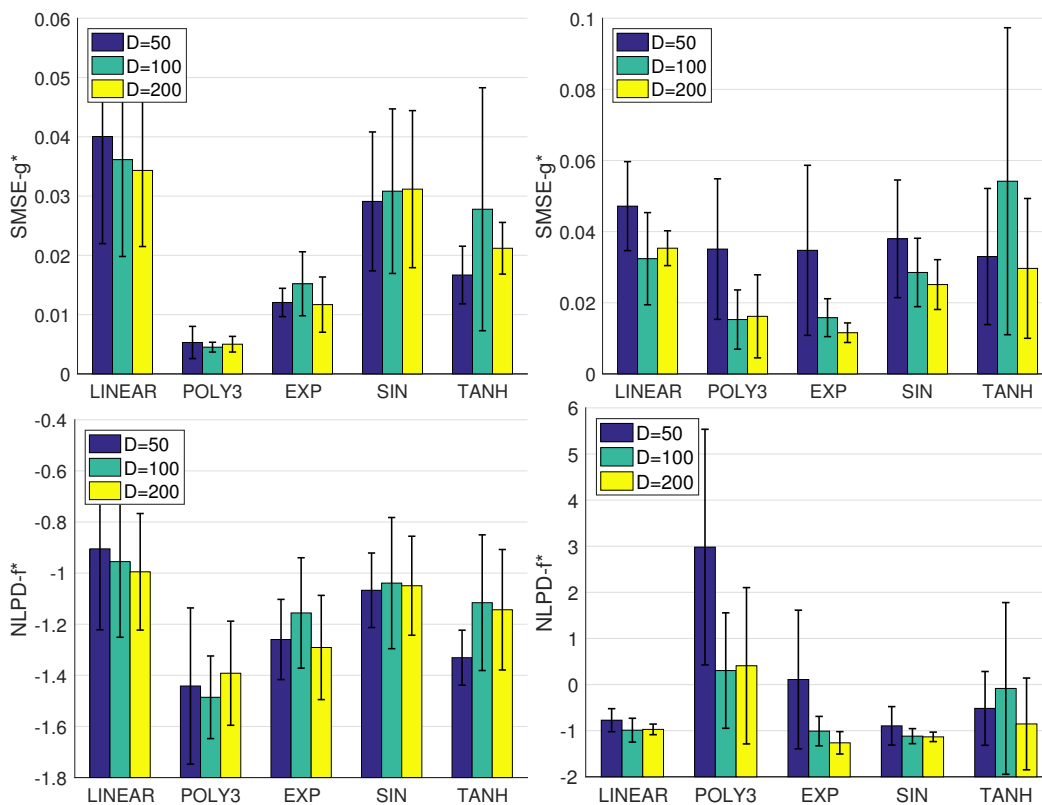 0.06
0.05
0.04
0.03
0.02
0.01
0
SMSE-g*
D=50
D=100
D=200
LINEAR POLY3 EXP SIN TANH
0.1
0.08
0.06
0.04
0.02
0
SMSE-g*
D=50
D=100
D=200
LINEAR POLY3 EXP SIN TANH
-0.4
-0.6
-0.8
-1
-1.2
-1.4
-1.6
-1.8
NLPD-f*
D=50
D=100
D=200
LINEAR POLY3 EXP SIN TANH
6
5
4
3
2
1
0
-1
-2
NLPD-f*
D=50
D=100
D=200
LINEAR POLY3 EXP SIN TANH